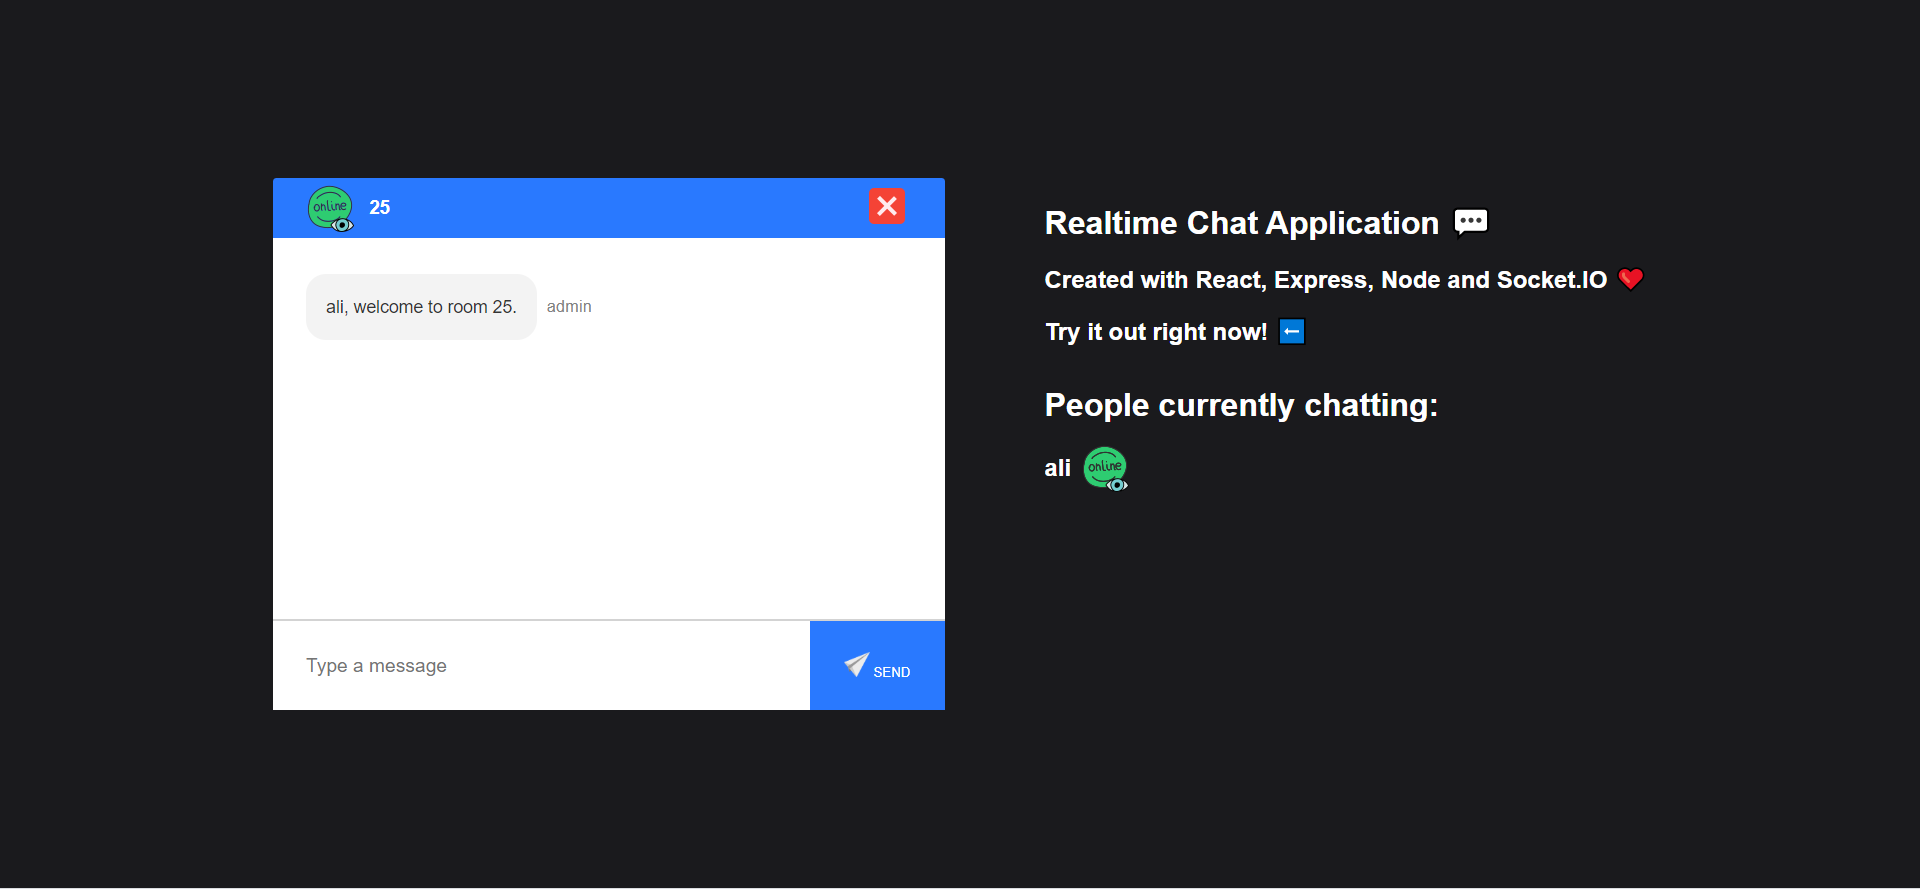 online 25
ali, welcome to room 25. admin
Type a message
SEND
Realtime Chat Application 💬
Created with React, Express, Node and Socket.IO ❤️
Try it out right now! ⬅️
People currently chatting:
ali online